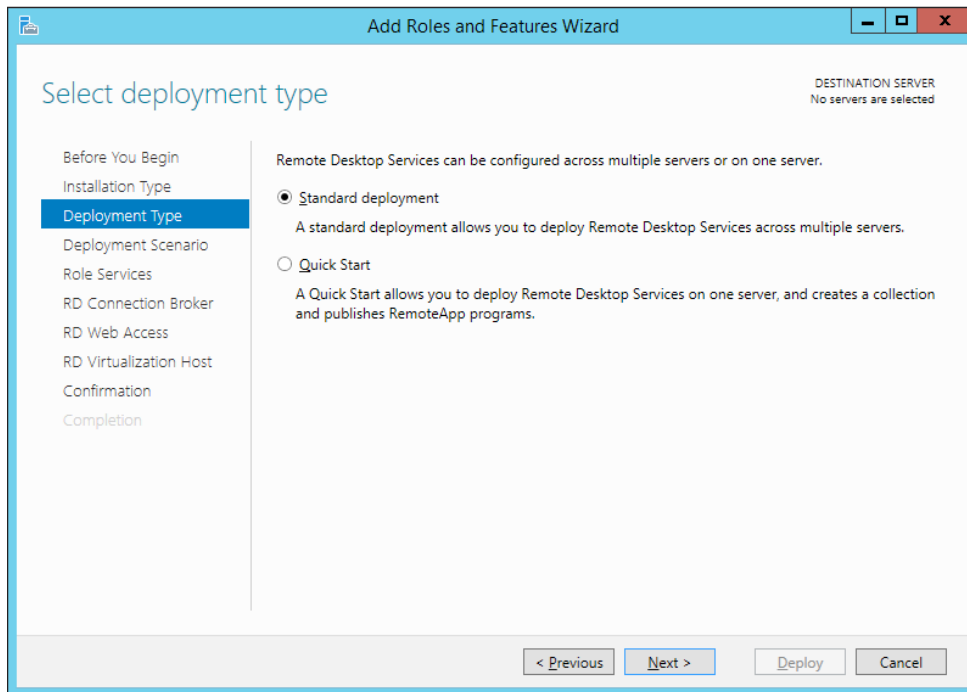 Add Roles and Features Wizard
Select deployment type
DESTINATION SERVER
No servers are selected
Before You Begin
Installation Type
Deployment Type
Deployment Scenario
Role Services
RD Connection Broker
RD Web Access
RD Virtualization Host
Confirmation
Completion
Remote Desktop Services can be configured across multiple servers or on one server.
Standard deployment
A standard deployment allows you to deploy Remote Desktop Services across multiple servers.
Quick Start
A Quick Start allows you to deploy Remote Desktop Services on one server, and creates a collection
and publishes RemoteApp programs.
< Previous
Next >
Deploy
Cancel